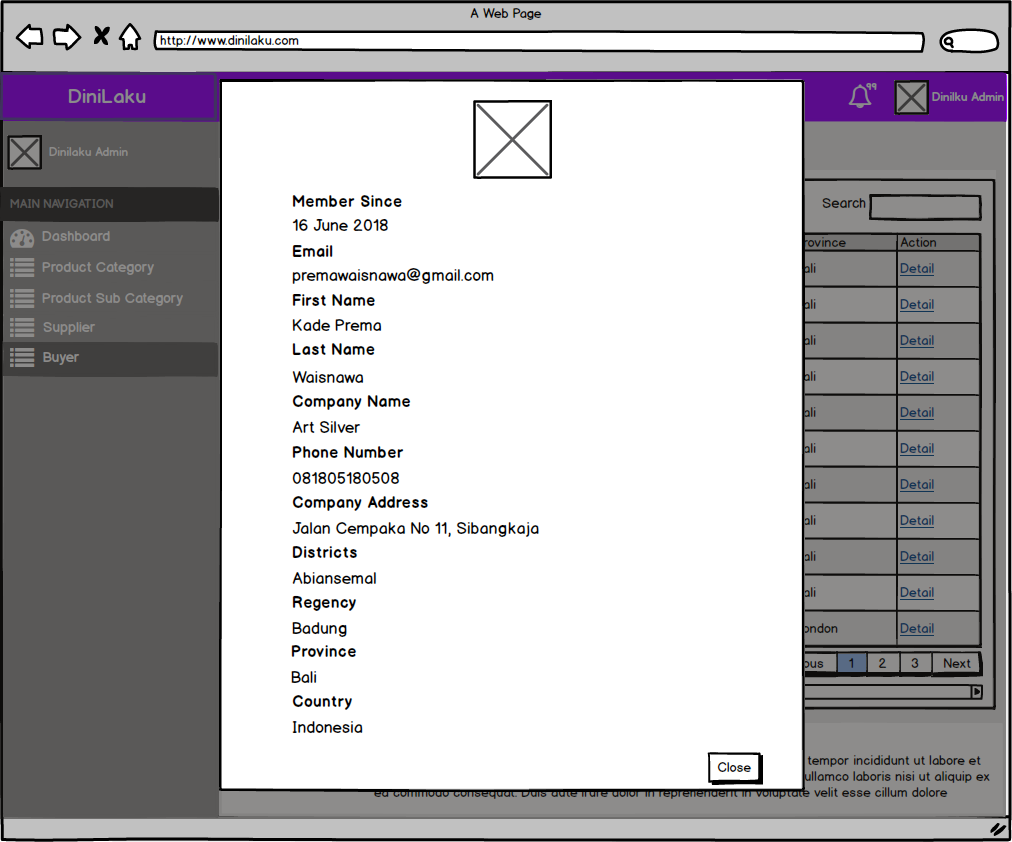 A Web Page
http://www.dinilaku.com
DiniLaku
99
Dinilku Admin
Dinilaku Admin
MAIN NAVIGATION
Dashboard
Product Category
Product Sub Category
Supplier
Buyer
Member Since
16 June 2018
Email
premawaisnawa@gmail.com
First Name
Kade Prema
Last Name
Waisnawa
Company Name
Art Silver
Phone Number
081805180508
Company Address
Jalan Cempaka No 11, Sibangkaja
Districts
Abiansemal
Regency
Badung
Province
Bali
Country
Indonesia
Close
Search
rovince Action
ali Detail
ali Detail
ali Detail
ali Detail
ali Detail
ali Detail
ali Detail
ali Detail
ali Detail
ali Detail
ondon Detail
ous 1 2 3 Next
tempor incididunt ut labore et
ullamco laboris nisi ut aliquip ex
ea commodo consequat. Duis aute irure dolor in reprehenderit in voluptate velit esse cillum dolore